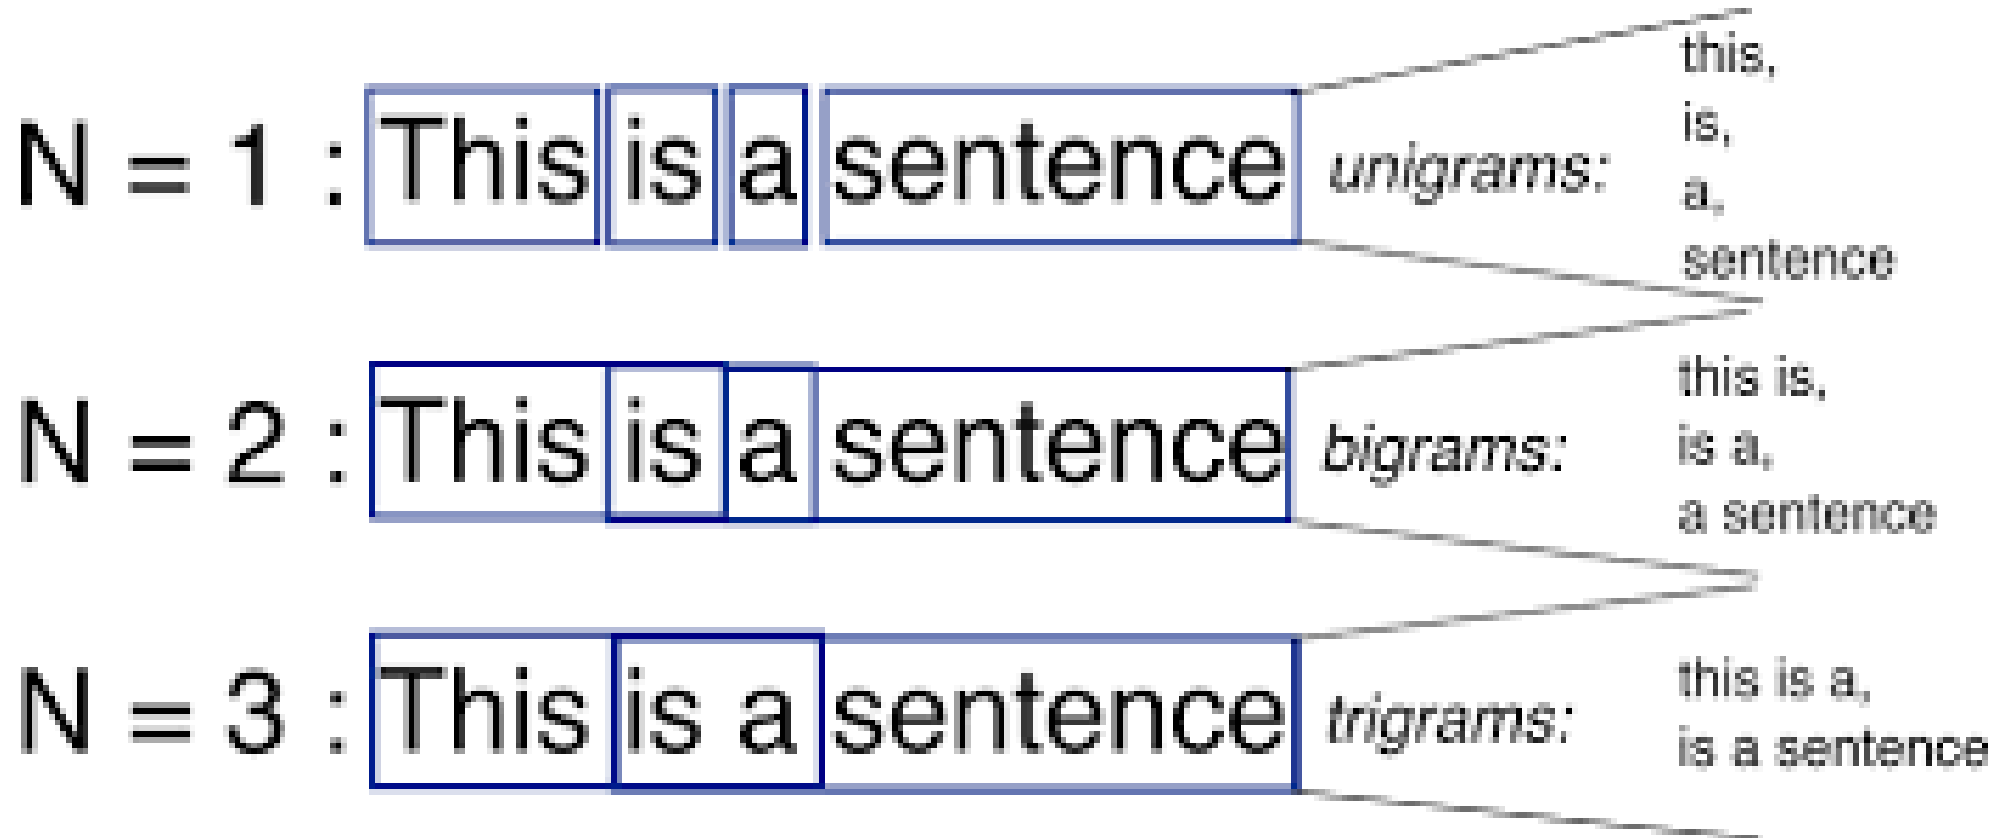 N = 1 : This is a sentence unigrams:
this,
is,
a,
sentence
N = 2 : This is a sentence bigrams:
this is,
is a,
a sentence
N = 3 : This is a sentence trigrams:
this is a,
is a sentence